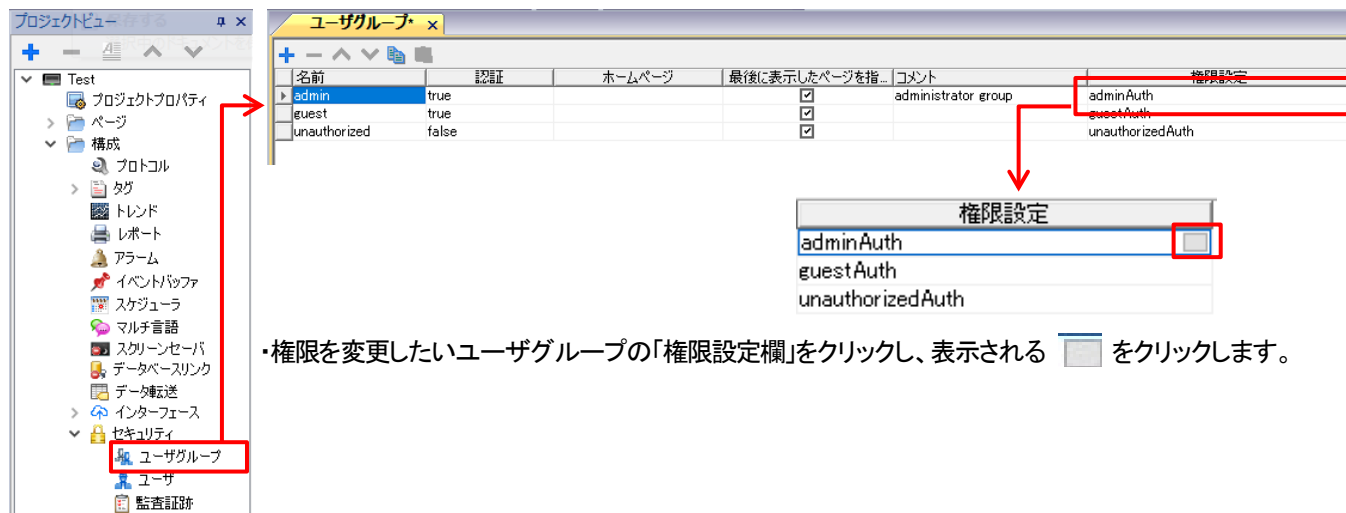 プロジェクトビュー
Test
プロジェクトプロパティ
ページ
構成
プロトコル
タグ
トレンド
レポート
アラーム
イベントバッファ
スケジューラ
マルチ言語
スクリーンセーバ
データベースリンク
データ転送
インターフェース
セキュリティ
ユーザグループ
ユーザ
監査証跡
ユーザグループ*
名前 認証 ホームページ 最後に表示したページを指... コメント 権限設定
admin true administrator group adminAuth
guest true guestAuth
unauthorized false unauthorizedAuth
権限設定
adminAuth
guestAuth
unauthorizedAuth
・権限を変更したいユーザグループの「権限設定欄」をクリックし、表示される をクリックします。